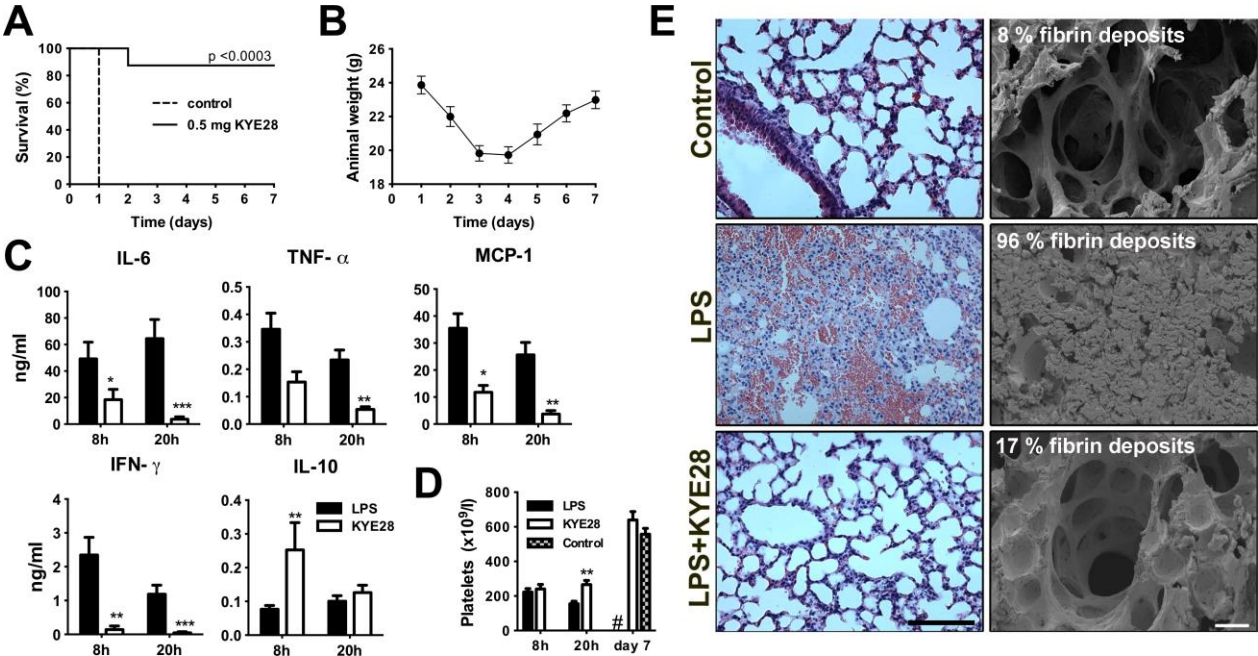 A
Survival (%)
100
80
60
40
20
0
0 1 2 3 4 5 6 7
Time (days)
p <0.0003
control
0.5 mg KYE28
B
Animal weight (g)
26
24
22
20
18
0 1 2 3 4 5 6 7
Time (days)
C
IL-6
ng/ml
100
80
60
40
20
0
*
***
8h 20h
TNF- α
0.5
0.4
0.3
0.2
0.1
0.0
**
8h 20h
MCP-1
50
40
30
20
10
0
*
**
8h 20h
IFN- γ
ng/ml
3
2
1
0
**
***
8h 20h
IL-10
0.4
0.3
0.2
0.1
0.0
**
LPS
KYE28
8h 20h
D
Platelets (x10⁹/l)
800
600
400
200
0
LPS
KYE28
Control
**
#
8h 20h day 7
E
Control
8 % fibrin deposits
LPS
96 % fibrin deposits
LPS+KYE28
17 % fibrin deposits